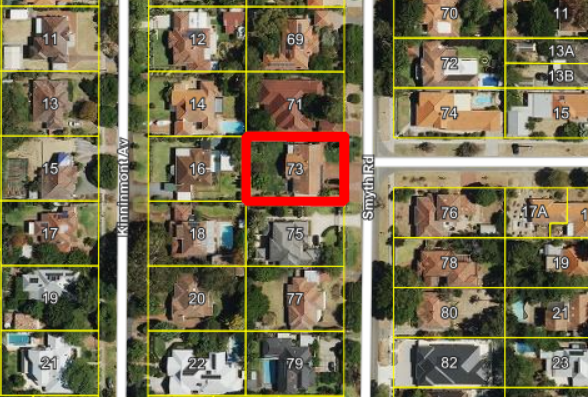 11 12 69 70 11
72 13A
13B
13 14 71 74 15
15 16 73
Kinninmont Av
Smyth Rd
17 18 75 76 17A 1
78 19
19 20 77 80 21
21 22 79 82 23